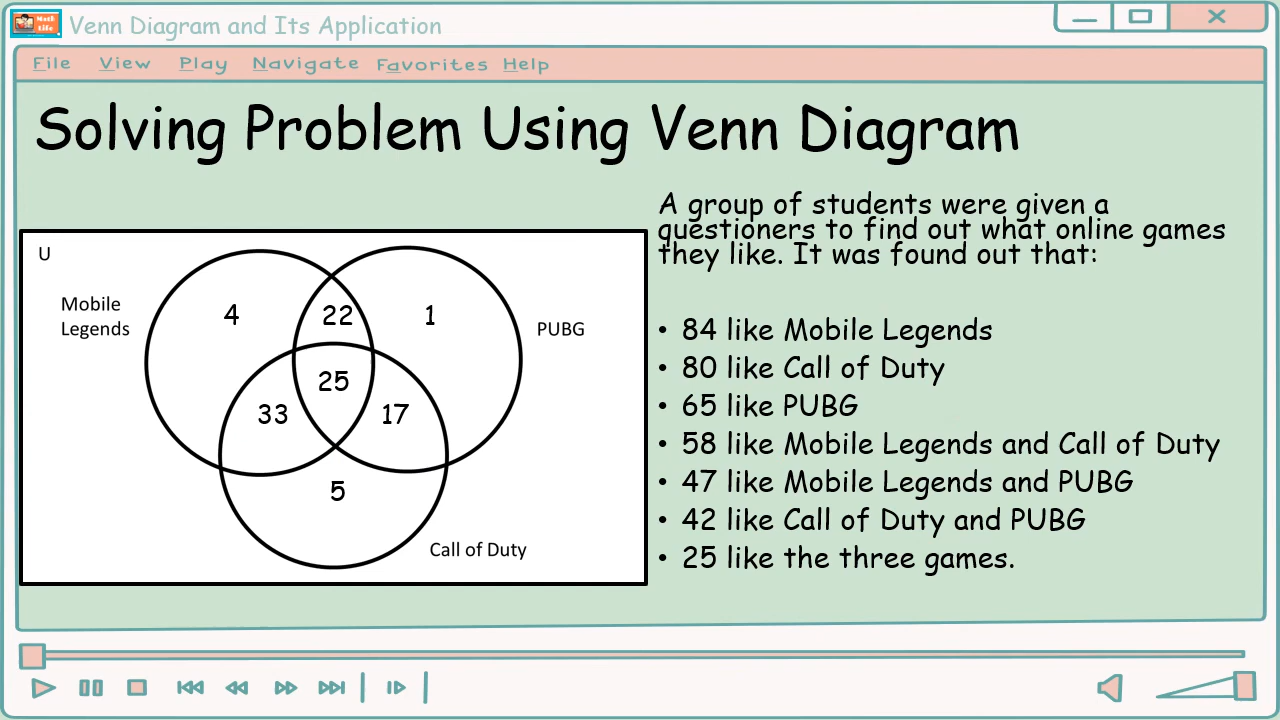 Math
Life
Venn Diagram and Its Application
File View Play Navigate Favorites Help
Solving Problem Using Venn Diagram
A group of students were given a
questioners to find out what online games
they like. It was found out that:
U
Mobile
Legends
4
22
1
PUBG
25
33
17
5
Call of Duty
• 84 like Mobile Legends
• 80 like Call of Duty
• 65 like PUBG
• 58 like Mobile Legends and Call of Duty
• 47 like Mobile Legends and PUBG
• 42 like Call of Duty and PUBG
• 25 like the three games.